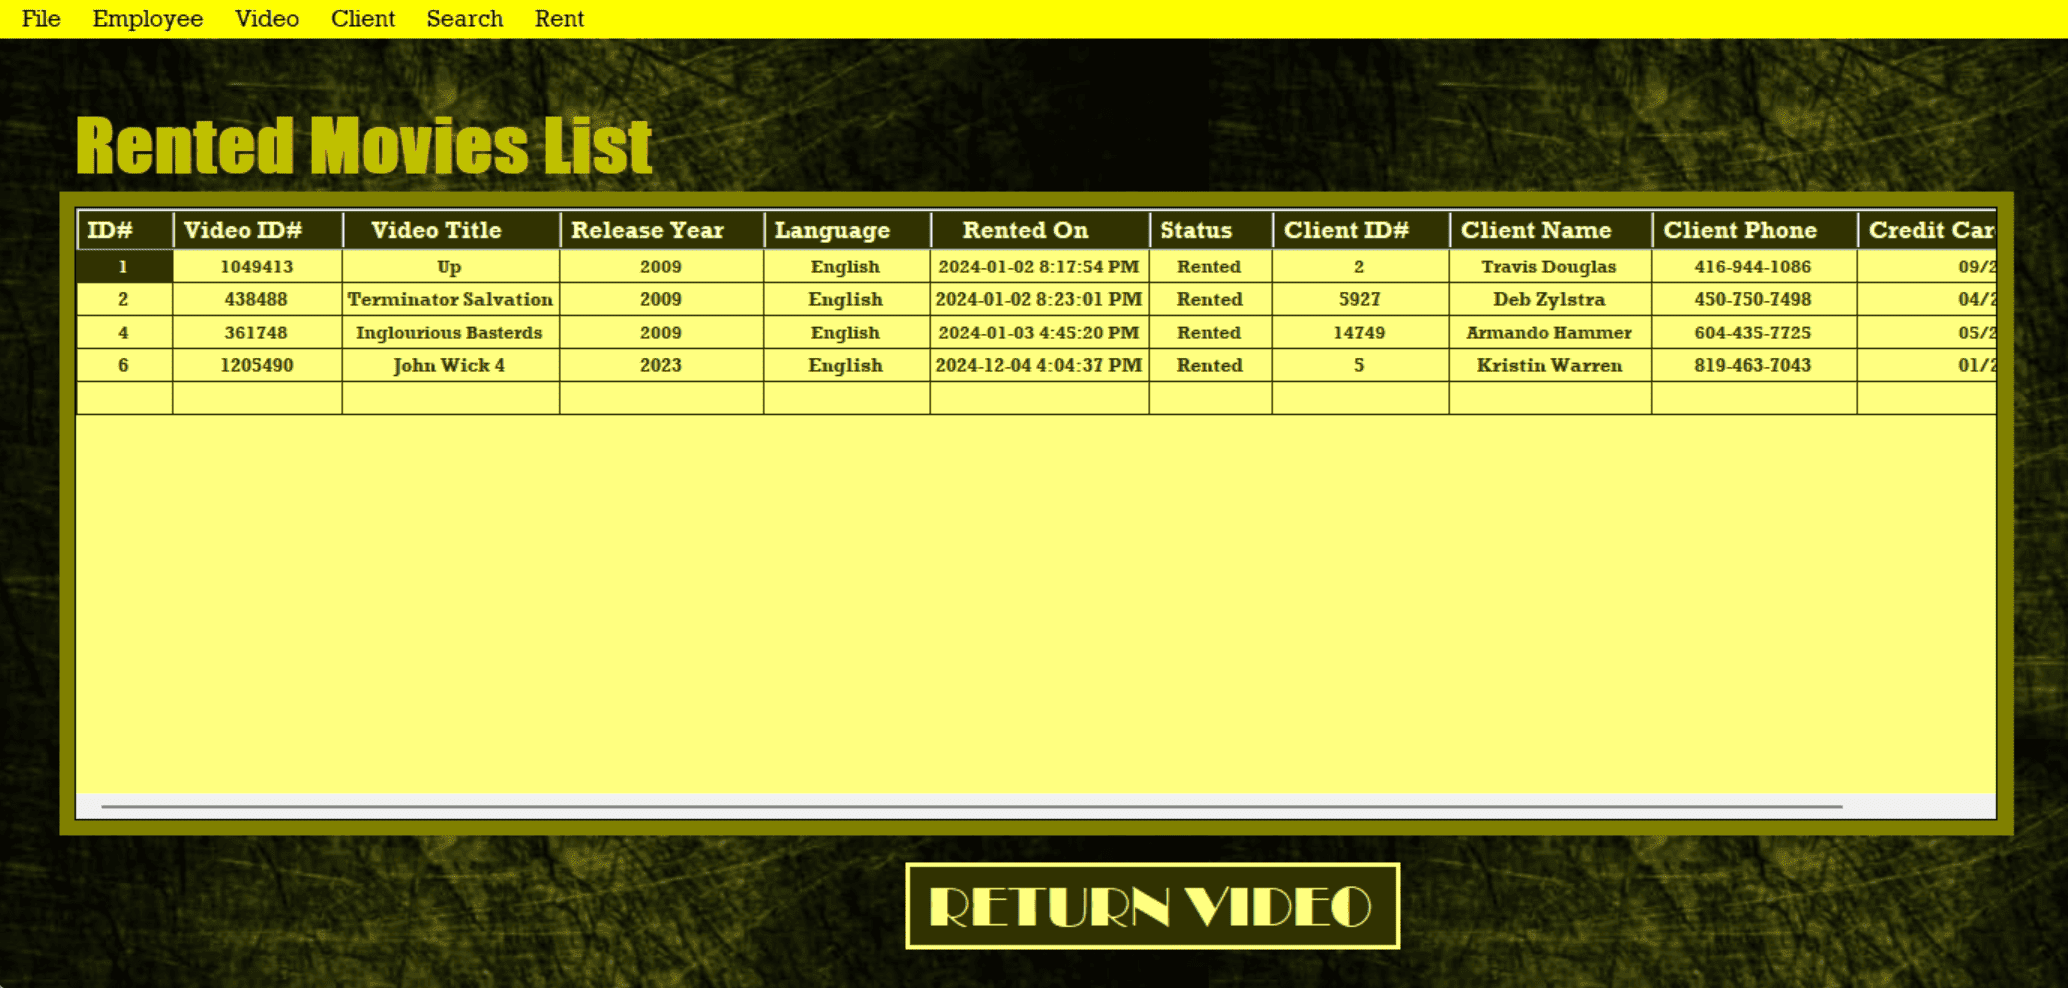 File Employee Video Client Search Rent
Rented Movies List
ID# Video ID# Video Title Release Year Language Rented On Status Client ID# Client Name Client Phone Credit Car
1 1049413 Up 2009 English 2024-01-02 8:17:54 PM Rented 2 Travis Douglas 416-944-1086 09/2
2 438488 Terminator Salvation 2009 English 2024-01-02 8:23:01 PM Rented 5927 Deb Zylstra 450-750-7498 04/2
4 361748 Inglourious Basterds 2009 English 2024-01-03 4:45:20 PM Rented 14749 Armando Hammer 604-435-7725 05/2
6 1205490 John Wick 4 2023 English 2024-12-04 4:04:37 PM Rented 5 Kristin Warren 819-463-7043 01/2
RETURN VIDEO